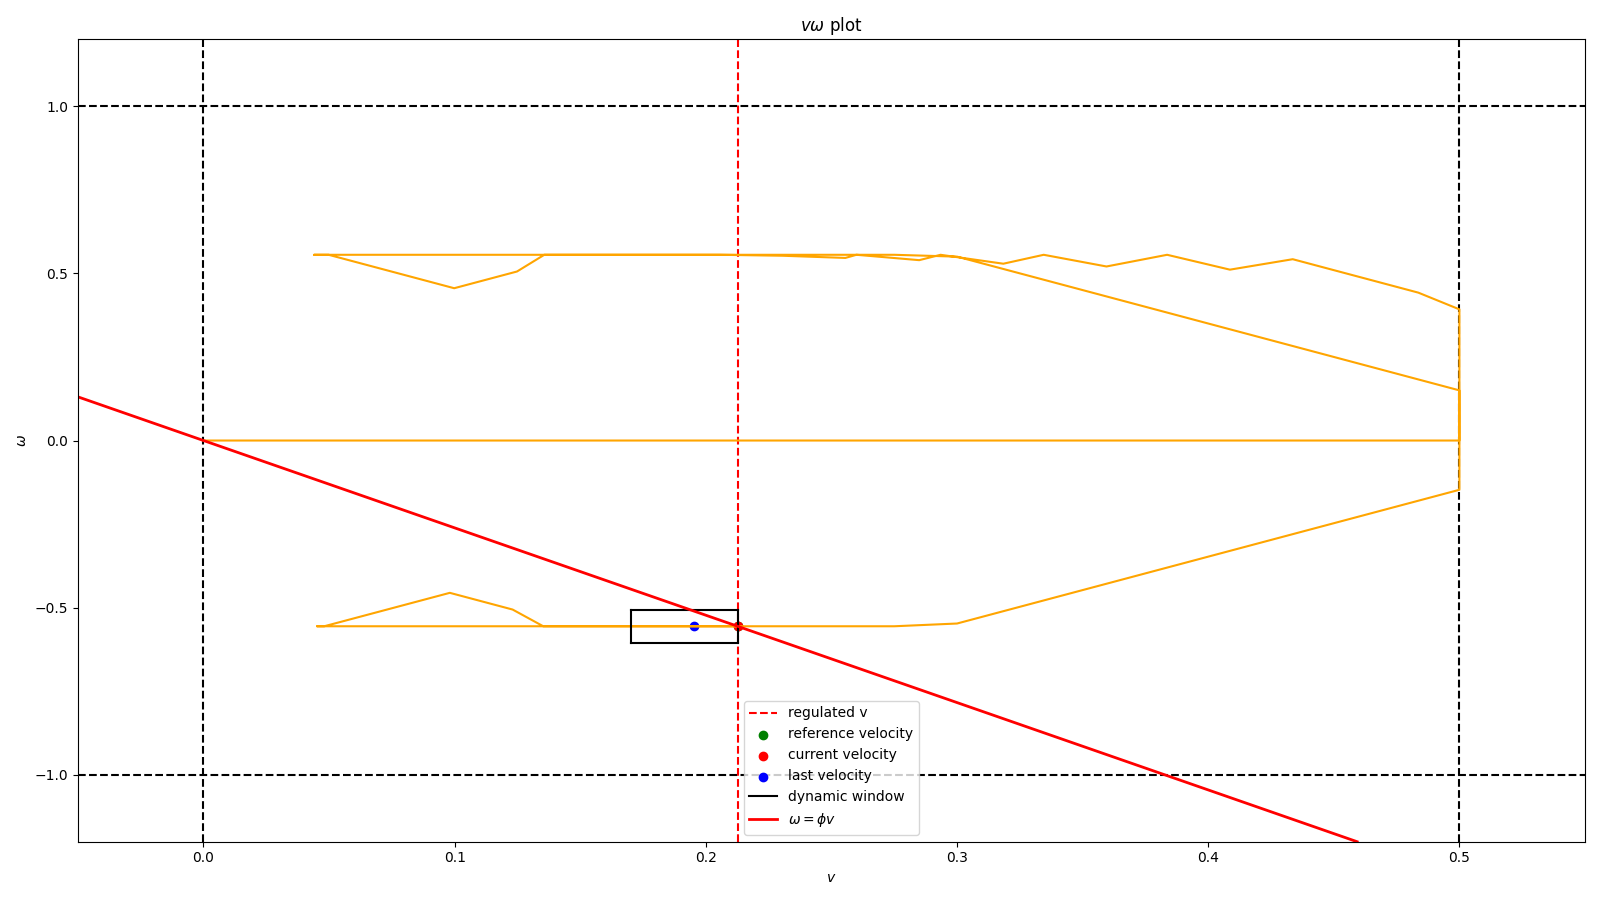 vω plot
1.0
0.5
0.0
−0.5
−1.0
ω
regulated v
reference velocity
current velocity
last velocity
dynamic window
ω = ϕv
0.0 0.1 0.2 0.3 0.4 0.5
v